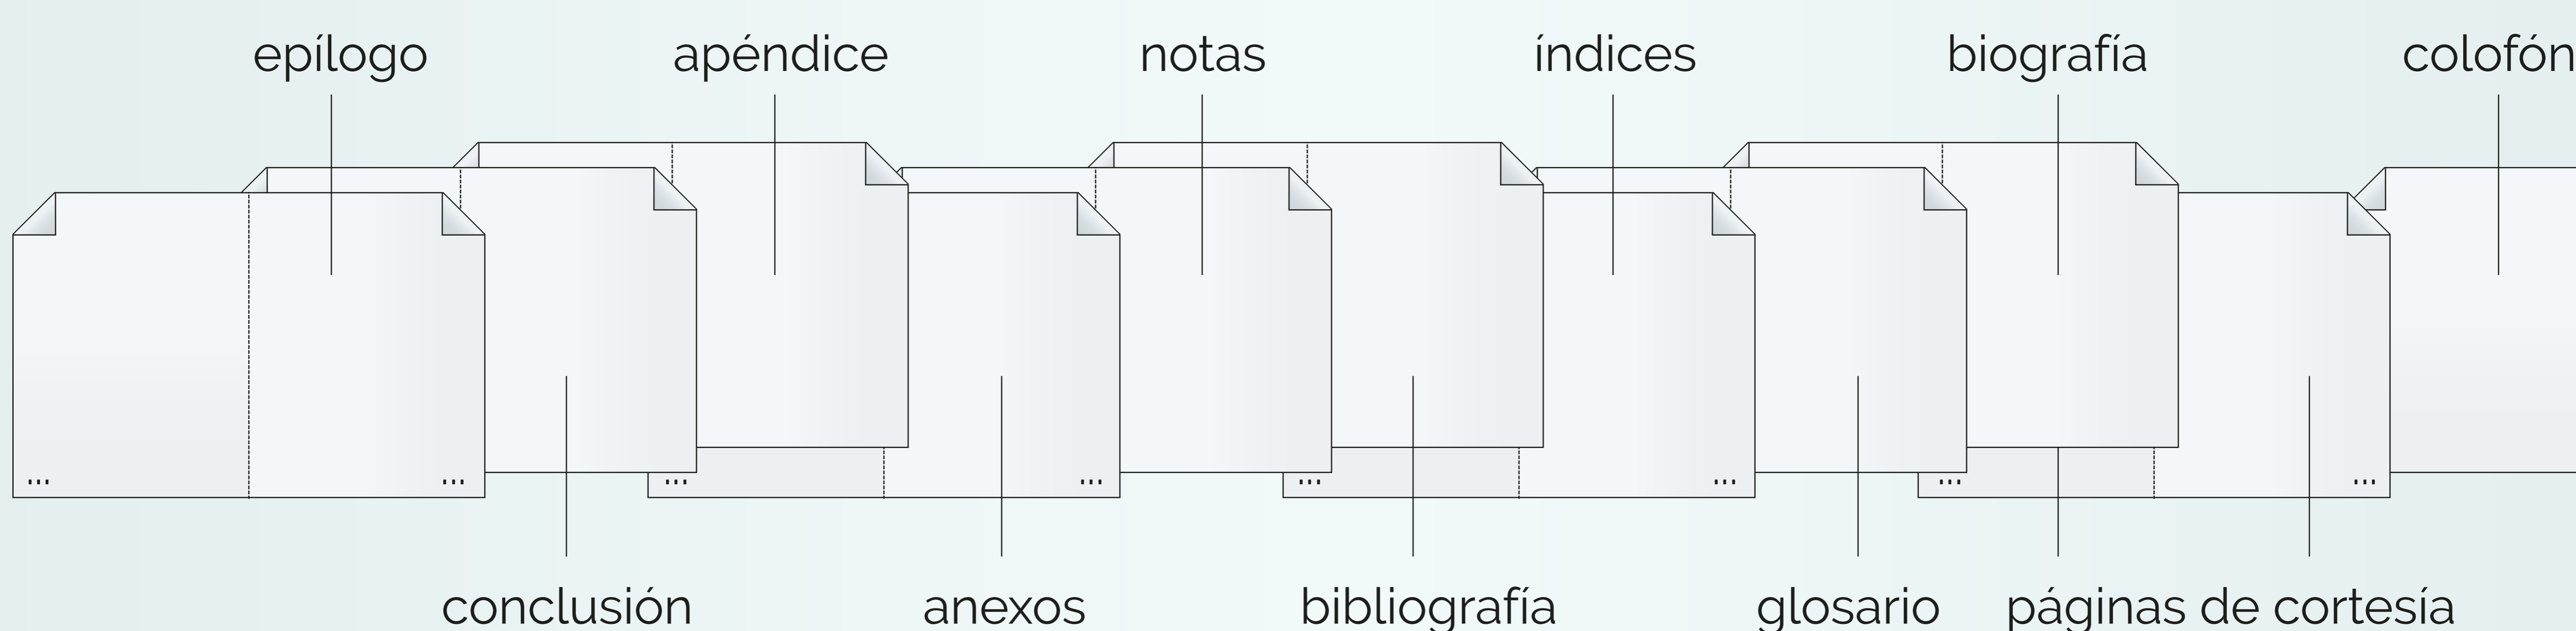 epílogo apéndice notas índices biografía colofón
... ... ... ... ... ... ... ...
conclusión anexos bibliografía glosario páginas de cortesía